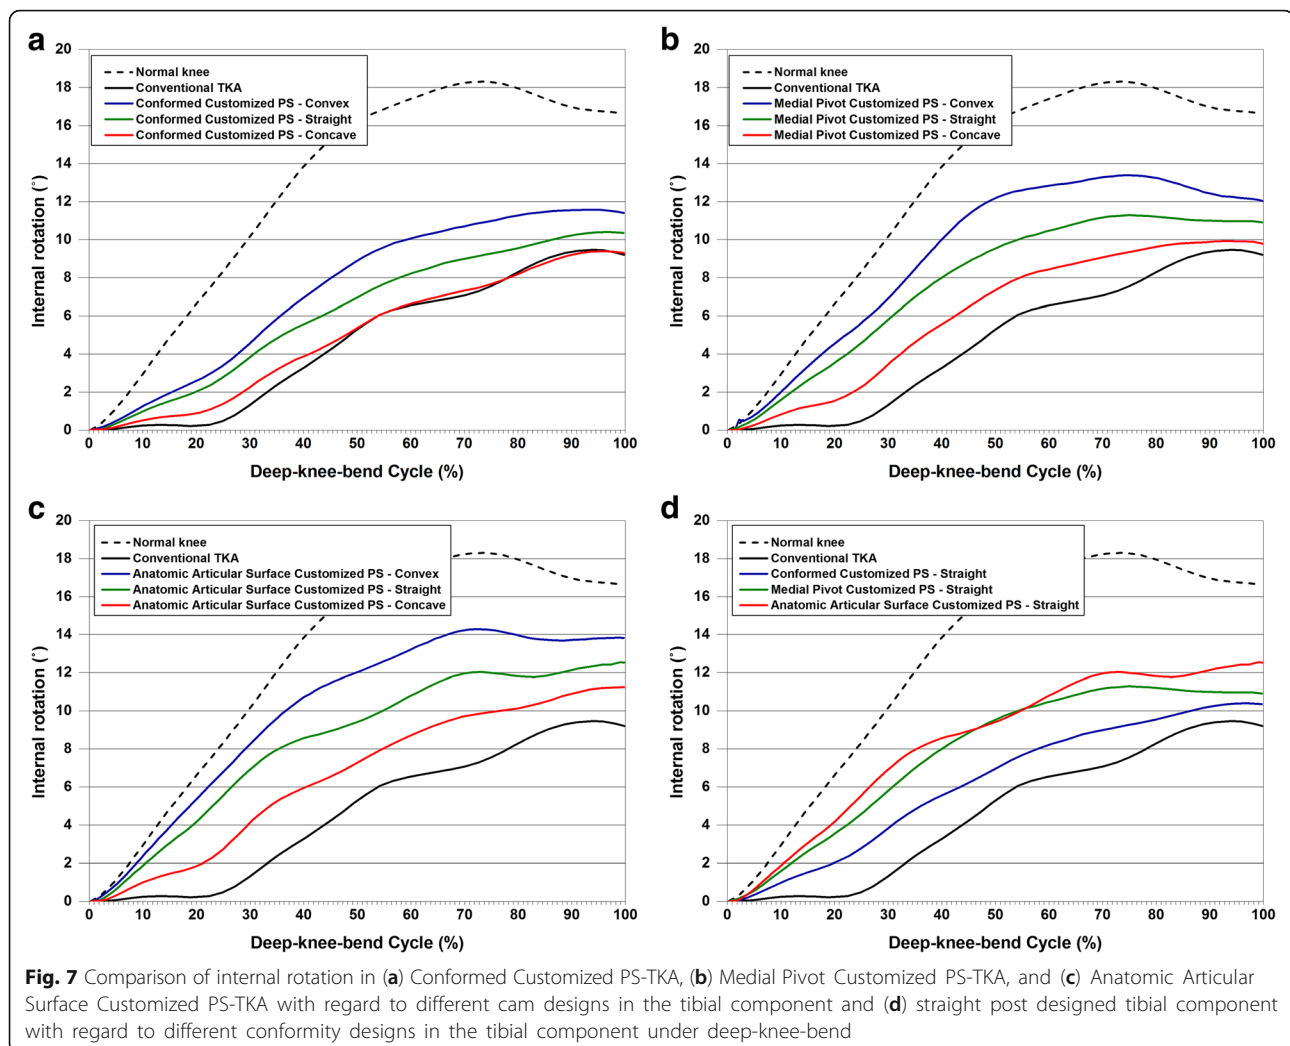 a
20
18
16
14
12
10
8
6
4
2
0
Internal rotation (˚)
Normal knee
Conventional TKA
Conformed Customized PS - Convex
Conformed Customized PS - Straight
Conformed Customized PS - Concave
0 10 20 30 40 50 60 70 80 90 100
Deep-knee-bend Cycle (%)
b
20
18
16
14
12
10
8
6
4
2
0
Internal rotation (˚)
Normal knee
Conventional TKA
Medial Pivot Customized PS - Convex
Medial Pivot Customized PS - Straight
Medial Pivot Customized PS - Concave
0 10 20 30 40 50 60 70 80 90 100
Deep-knee-bend Cycle (%)
c
20
18
16
14
12
10
8
6
4
2
0
Internal rotation (˚)
Normal knee
Conventional TKA
Anatomic Articular Surface Customized PS - Convex
Anatomic Articular Surface Customized PS - Straight
Anatomic Articular Surface Customized PS - Concave
0 10 20 30 40 50 60 70 80 90 100
Deep-knee-bend Cycle (%)
d
20
18
16
14
12
10
8
6
4
2
0
Internal rotation (˚)
Normal knee
Conventional TKA
Conformed Customized PS - Straight
Medial Pivot Customized PS - Straight
Anatomic Articular Surface Customized PS - Straight
0 10 20 30 40 50 60 70 80 90 100
Deep-knee-bend Cycle (%)
Fig. 7 Comparison of internal rotation in (a) Conformed Customized PS-TKA, (b) Medial Pivot Customized PS-TKA, and (c) Anatomic Articular
Surface Customized PS-TKA with regard to different cam designs in the tibial component and (d) straight post designed tibial component
with regard to different conformity designs in the tibial component under deep-knee-bend